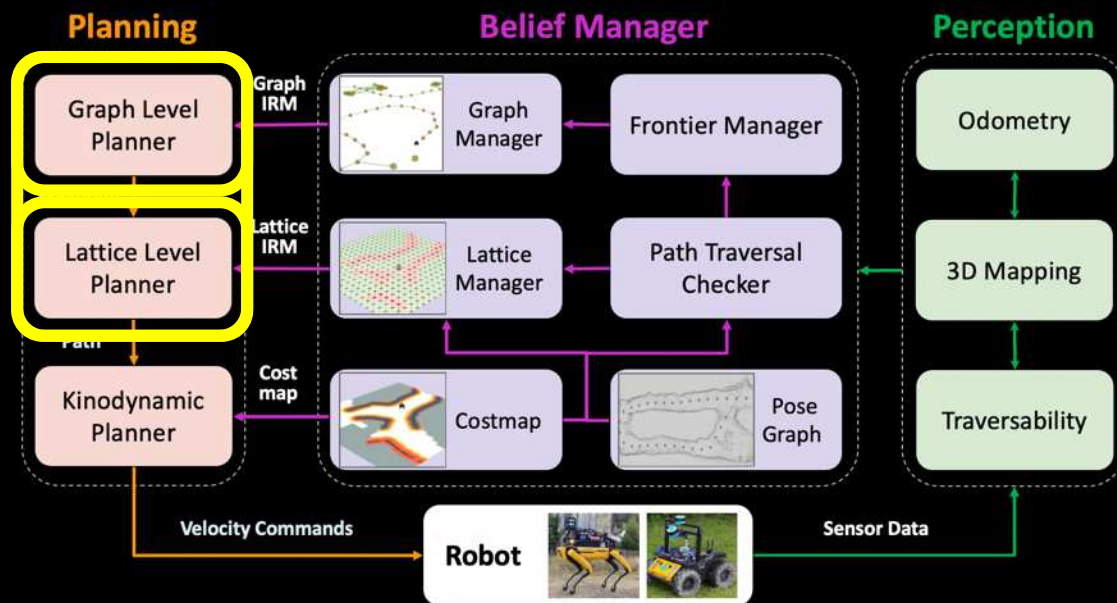 Planning
Belief Manager
Perception
Graph Level
Planner
Graph
IRM
Graph
Manager
Frontier Manager
Odometry
Lattice Level
Planner
Lattice
IRM
Lattice
Manager
Path Traversal
Checker
3D Mapping
Path
Kinodynamic
Planner
Cost
map
Costmap
Pose
Graph
Traversability
Velocity Commands
Robot
Sensor Data